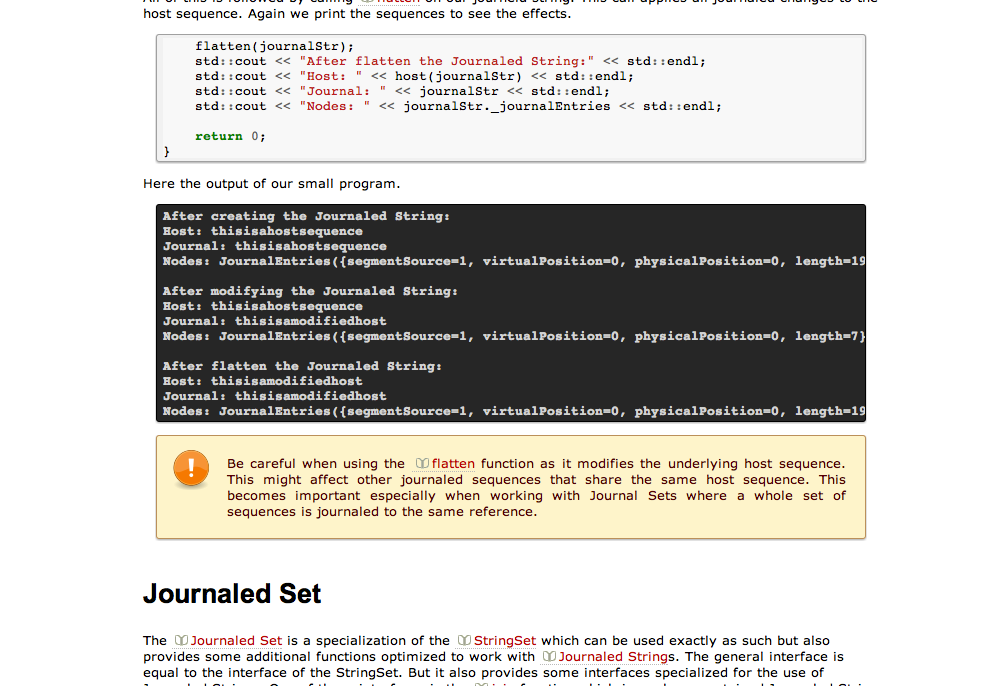 host sequence. Again we print the sequences to see the effects.
flatten(journalStr);
std::cout << "After flatten the Journaled String:" << std::endl;
std::cout << "Host: " << host(journalStr) << std::endl;
std::cout << "Journal: " << journalStr << std::endl;
std::cout << "Nodes: " << journalStr._journalEntries << std::endl;
return 0;
}
Here the output of our small program.
After creating the Journaled String:
Host: thisisahostsequence
Journal: thisisahostsequence
Nodes: JournalEntries({segmentSource=1, virtualPosition=0, physicalPosition=0, length=19
After modifying the Journaled String:
Host: thisisahostsequence
Journal: thisisamodifiedhost
Nodes: JournalEntries({segmentSource=1, virtualPosition=0, physicalPosition=0, length=7}
After flatten the Journaled String:
Host: thisisamodifiedhost
Journal: thisisamodifiedhost
Nodes: JournalEntries({segmentSource=1, virtualPosition=0, physicalPosition=0, length=19
Be careful when using the flatten function as it modifies the underlying host sequence.
This might affect other journaled sequences that share the same host sequence. This
becomes important especially when working with Journal Sets where a whole set of
sequences is journaled to the same reference.
Journaled Set
The Journaled Set is a specialization of the StringSet which can be used exactly as such but also
provides some additional functions optimized to work with Journaled Strings. The general interface is
equal to the interface of the StringSet. But it also provides some interfaces specialized for the use of